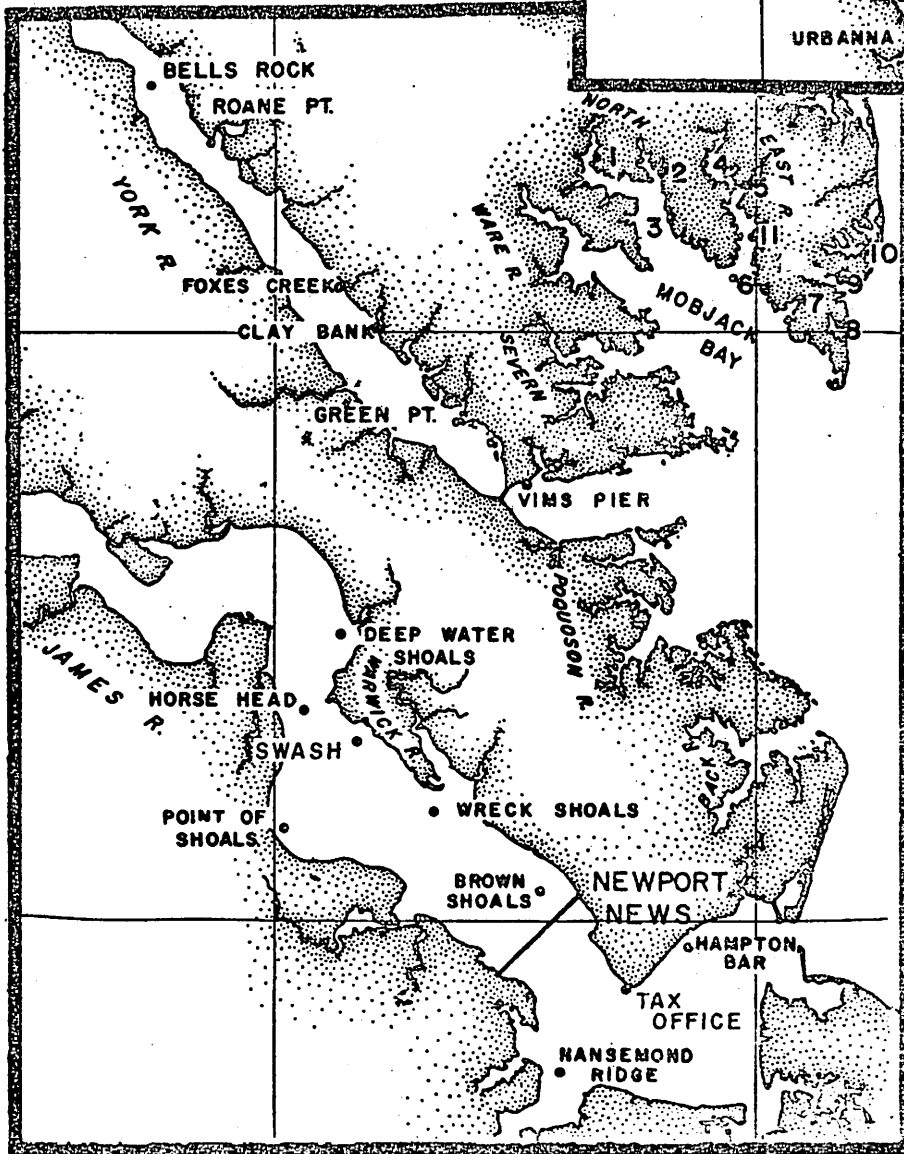 URBANNA
BELLS ROCK
ROANE PT.
YORK R
NORTH
EAST R
1
2
4
5
WARE R
3
11
10
FOXES CREEK
6
9
MOBJACK
BAY
7
8
CLAY BANK
SEVERN R
GREEN PT.
VIMS PIER
POQUOSON R.
DEEP WATER
SHOALS
JAMES R.
WARWICK R
HORSE HEAD
SWASH
BACK R
WRECK SHOALS
POINT OF
SHOALS
BROWN
SHOALS
NEWPORT
NEWS
HAMPTON
BAR
TAX
OFFICE
NANSEMOND
RIDGE